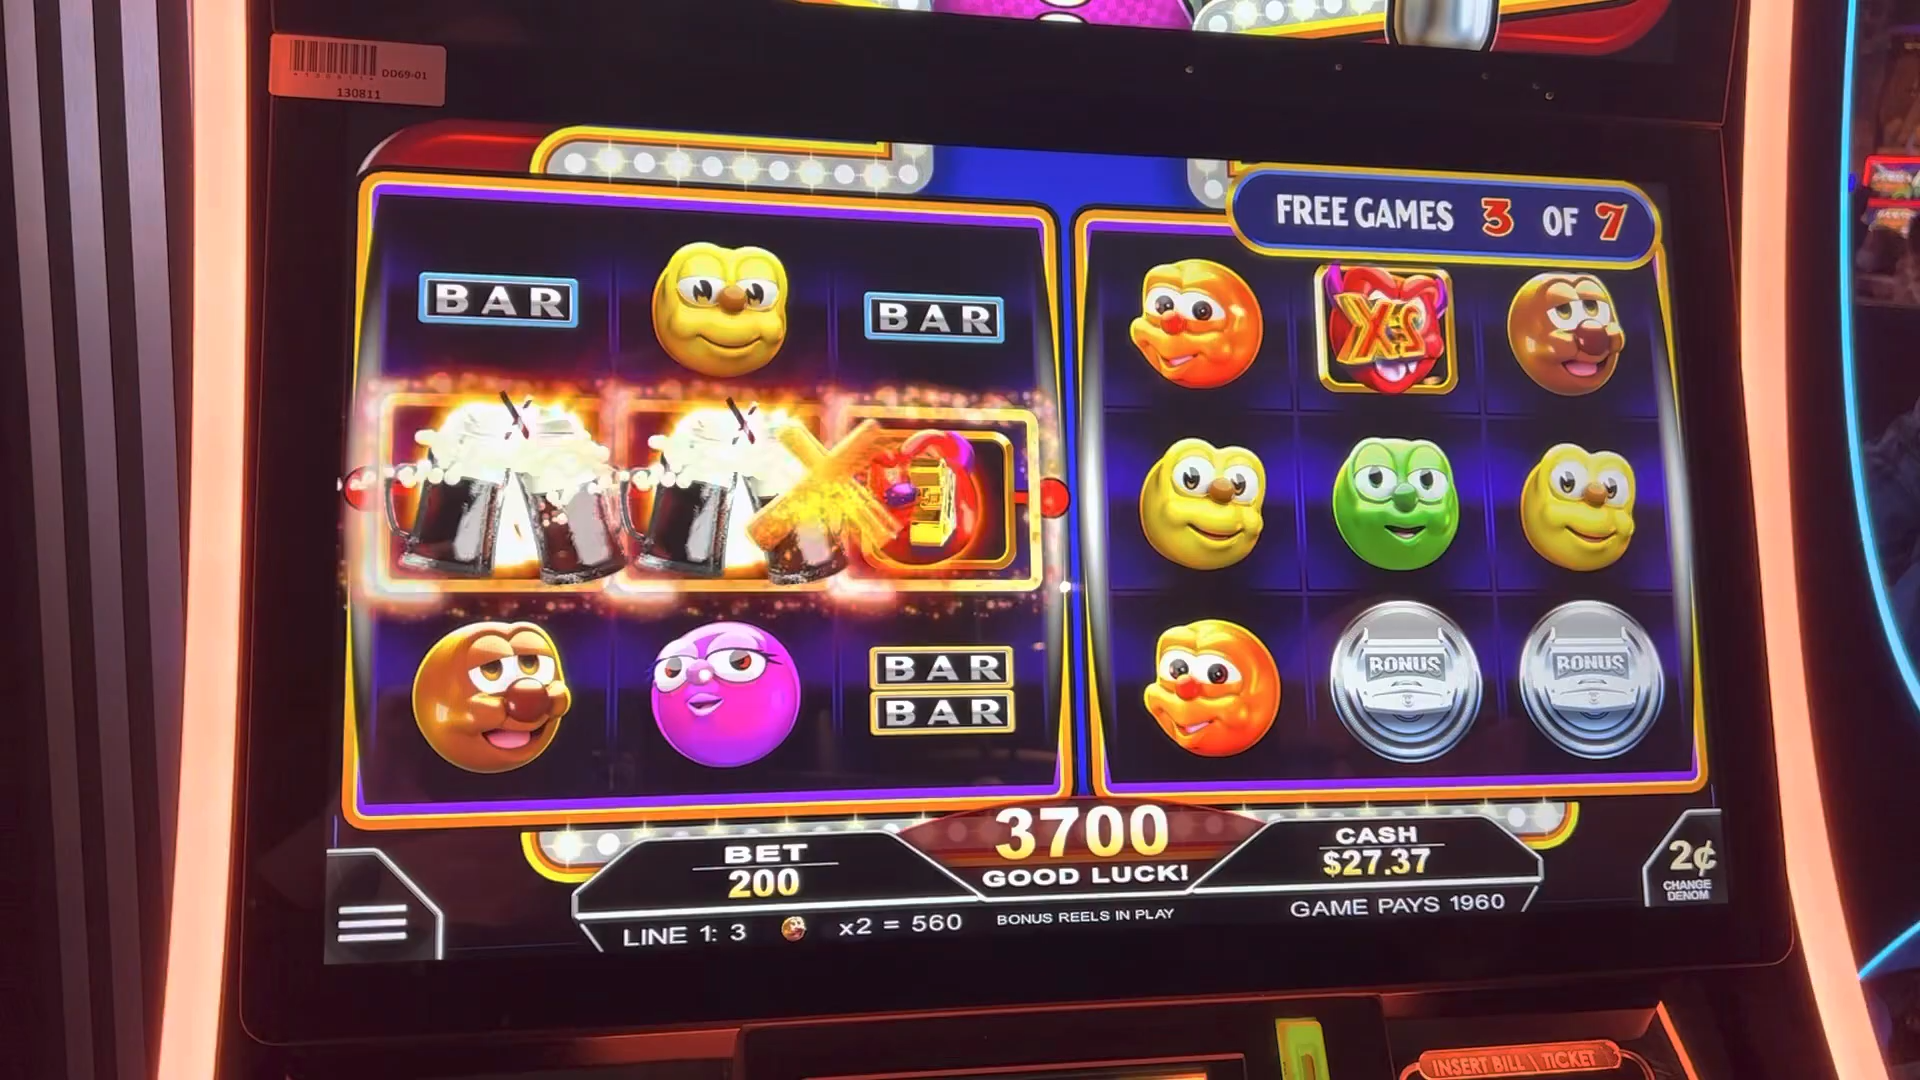 DD69-01
130811
FREE GAMES 3 OF 7
BAR
BAR
BAR
BAR
BONUS
BONUS
BET
200
3700
GOOD LUCK!
CASH
$27.37
2¢
CHANGE
DENOM
LINE 1: 3 x2 = 560
BONUS REELS IN PLAY
GAME PAYS 1960
INSERT BILL \ TICKET